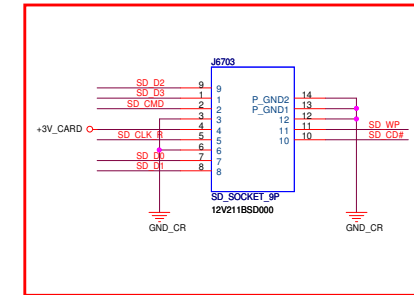 J6703
SD_D2 9 9
SD_D3 1 1 P_GND2 14
SD_CMD 2 2 P_GND1 13
3 3 12 12
+3V_CARD 4 4 11 11 SD_WP
SD_CLK_R 5 5 10 10 SD_CD#
6 6
SD_D0 7 7
SD_D1 8 8
SD_SOCKET_9P
12V211BSD000
GND_CR GND_CR